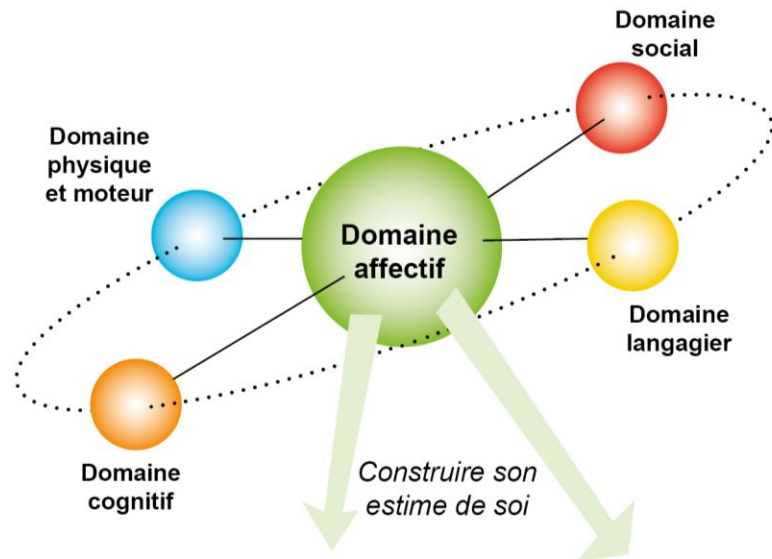 Domaine
social
Domaine
physique
et moteur
Domaine
affectif
Domaine
langagier
Domaine
cognitif
Construire son
estime de soi